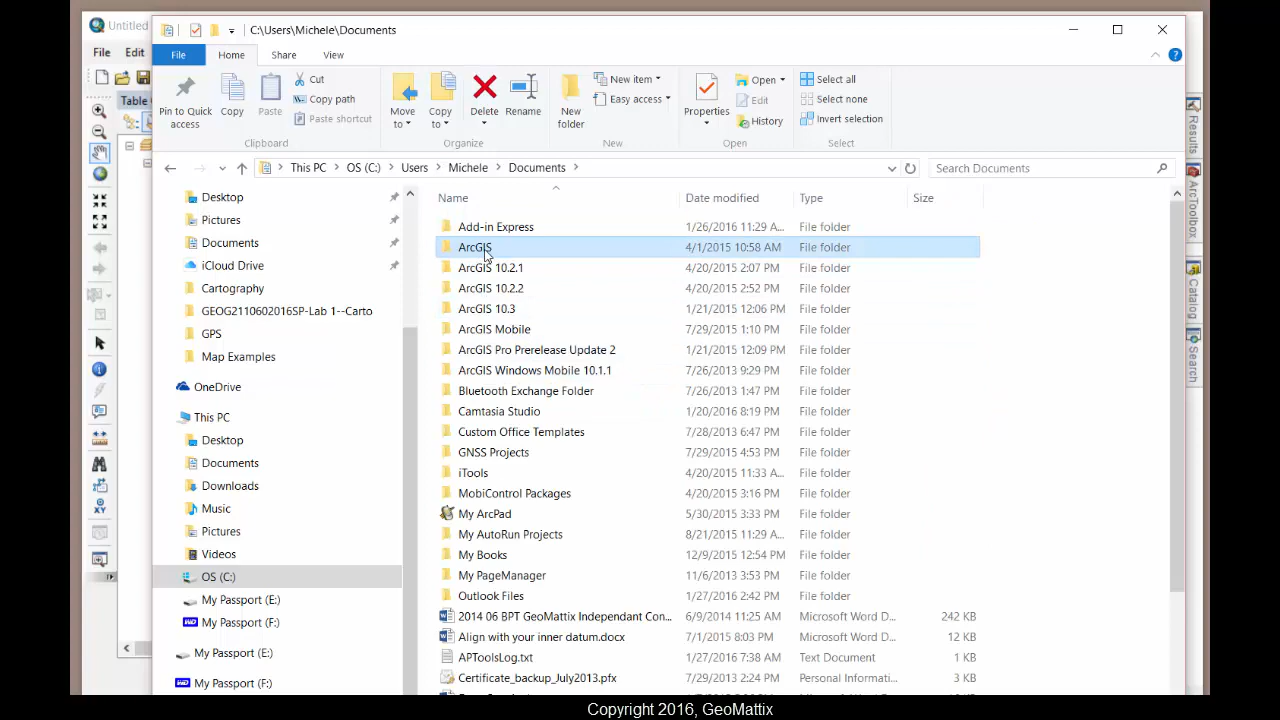 Untitled
C:\Users\Michele\Documents
File Edit
File Home Share View
Table
Pin to Quick access
Copy
Paste
Cut
Copy path
Paste shortcut
Clipboard
Move to
Copy to
Delete
Rename
Organize
New folder
New item
Easy access
New
Properties
Open
Edit
History
Open
Select all
Select none
Invert selection
Select
This PC
OS (C:)
Users
Michele
Documents
Search Documents
Results
ArcToolbox
Catalog
Search
Desktop
Pictures
Documents
iCloud Drive
Cartography
GEOG2110602016SP-Lab 1--Carto
GPS
Map Examples
OneDrive
This PC
Desktop
Documents
Downloads
Music
Pictures
Videos
OS (C:)
My Passport (E:)
My Passport (F:)
My Passport (E:)
My Passport (F:)
Name Date modified Type Size
Add-in Express 1/26/2016 11:29 A... File folder
ArcGIS 4/1/2015 10:58 AM File folder
ArcGIS 10.2.1 4/20/2015 2:07 PM File folder
ArcGIS 10.2.2 4/20/2015 2:52 PM File folder
ArcGIS 10.3 1/21/2015 12:06 PM File folder
ArcGIS Mobile 7/29/2015 1:10 PM File folder
ArcGIS Pro Prerelease Update 2 1/21/2015 12:09 PM File folder
ArcGIS Windows Mobile 10.1.1 7/26/2013 9:29 PM File folder
Bluetooth Exchange Folder 7/26/2013 1:47 PM File folder
Camtasia Studio 1/20/2016 8:19 PM File folder
Custom Office Templates 7/28/2013 6:47 PM File folder
GNSS Projects 7/29/2015 4:53 PM File folder
iTools 4/20/2015 11:33 A... File folder
MobiControl Packages 4/20/2015 3:16 PM File folder
My ArcPad 5/30/2015 3:33 PM File folder
My AutoRun Projects 8/21/2015 11:29 A... File folder
My Books 12/9/2015 12:54 PM File folder
My PageManager 11/6/2013 3:53 PM File folder
Outlook Files 1/27/2016 2:42 PM File folder
2014 06 BPT GeoMattix Independant Con... 6/9/2014 11:25 AM Microsoft Word D... 242 KB
Align with your inner datum.docx 7/1/2015 8:03 PM Microsoft Word D... 12 KB
APToolsLog.txt 1/27/2016 7:38 AM Text Document 1 KB
Certificate_backup_July2013.pfx 7/29/2013 2:24 PM Personal Informati... 3 KB
Copyright 2016, GeoMattix